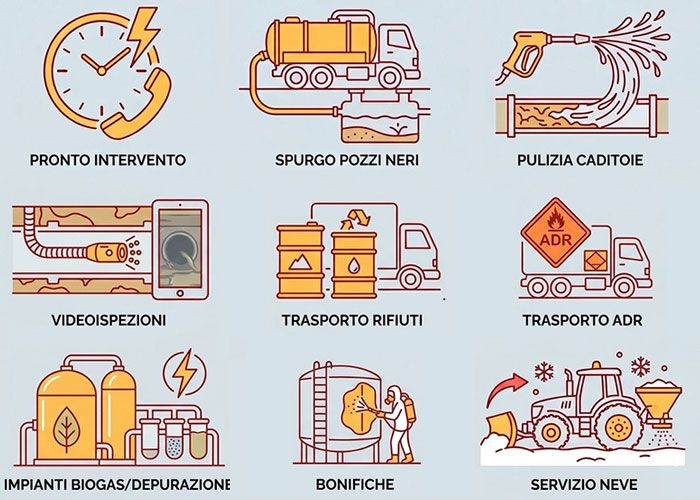 PRONTO INTERVENTO
SPURGO POZZI NERI
PULIZIA CADITOIE
VIDEOISPEZIONI
TRASPORTO RIFIUTI
ADR
TRASPORTO ADR
IMPIANTI BIOGAS/DEPURAZIONE
BONIFICHE
SERVIZIO NEVE